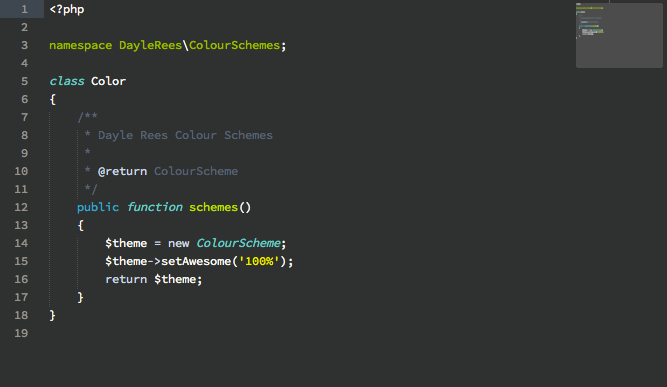 1 <?php
2
3 namespace DayleRees\ColourSchemes;
4
5 class Color
6 {
7     /**
8      * Dayle Rees Colour Schemes
9      *
10      * @return ColourScheme
11      */
12     public function schemes()
13     {
14         $theme = new ColourScheme;
15         $theme->setAwesome('100%');
16         return $theme;
17     }
18 }
19